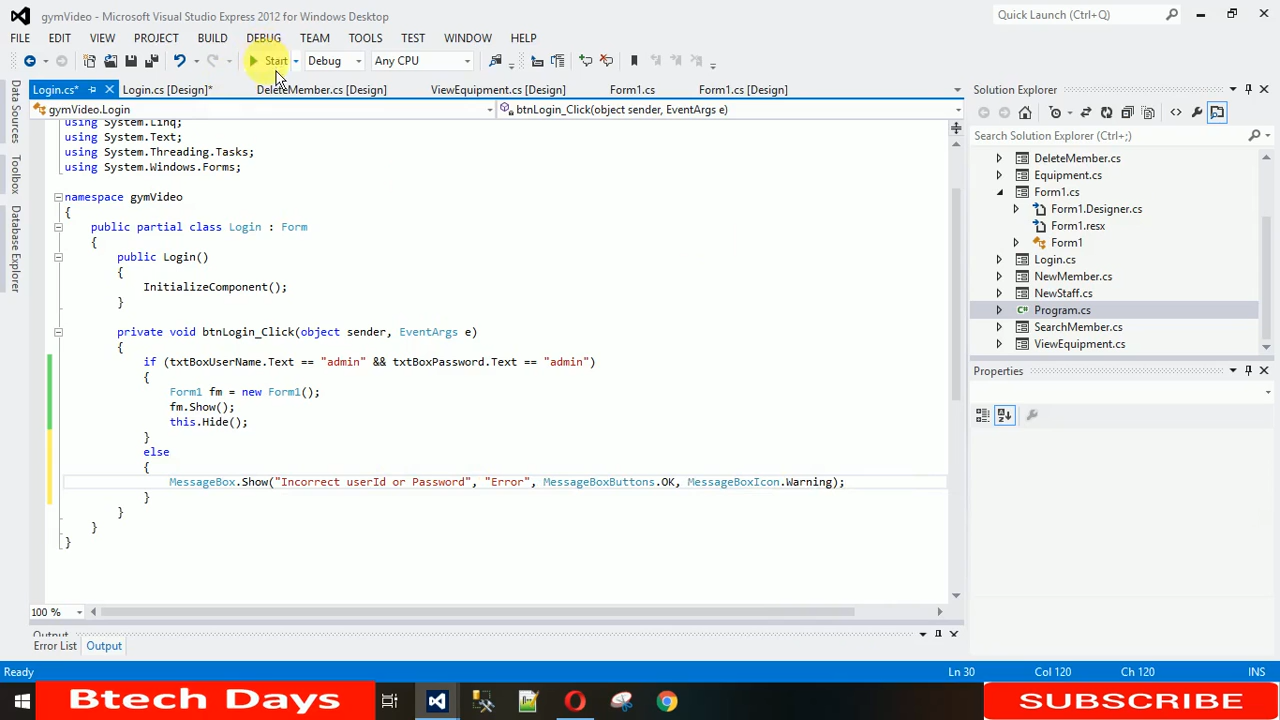 gymVideo - Microsoft Visual Studio Express 2012 for Windows Desktop
Quick Launch (Ctrl+Q)
FILE EDIT VIEW PROJECT BUILD DEBUG TEAM TOOLS TEST WINDOW HELP
Start Debug Any CPU
Login.cs* Login.cs [Design]* DeleteMember.cs [Design] ViewEquipment.cs [Design] Form1.cs Form1.cs [Design]
gymVideo.Login btnLogin_Click(object sender, EventArgs e)
Data Sources
Toolbox
Database Explorer
using System.Linq;
using System.Text;
using System.Threading.Tasks;
using System.Windows.Forms;
namespace gymVideo
{
public partial class Login : Form
{
public Login()
{
InitializeComponent();
}
private void btnLogin_Click(object sender, EventArgs e)
{
if (txtBoxUserName.Text == "admin" && txtBoxPassword.Text == "admin")
{
Form1 fm = new Form1();
fm.Show();
this.Hide();
}
else
{
MessageBox.Show("Incorrect userId or Password", "Error", MessageBoxButtons.OK, MessageBoxIcon.Warning);
}
}
}
}
100 %
Output
Error List Output
Solution Explorer
Search Solution Explorer (Ctrl+;)
DeleteMember.cs
Equipment.cs
Form1.cs
Form1.Designer.cs
Form1.resx
Form1
Login.cs
NewMember.cs
NewStaff.cs
Program.cs
SearchMember.cs
ViewEquipment.cs
Properties
Ready Ln 30 Col 120 Ch 120 INS
Btech Days
SUBSCRIBE